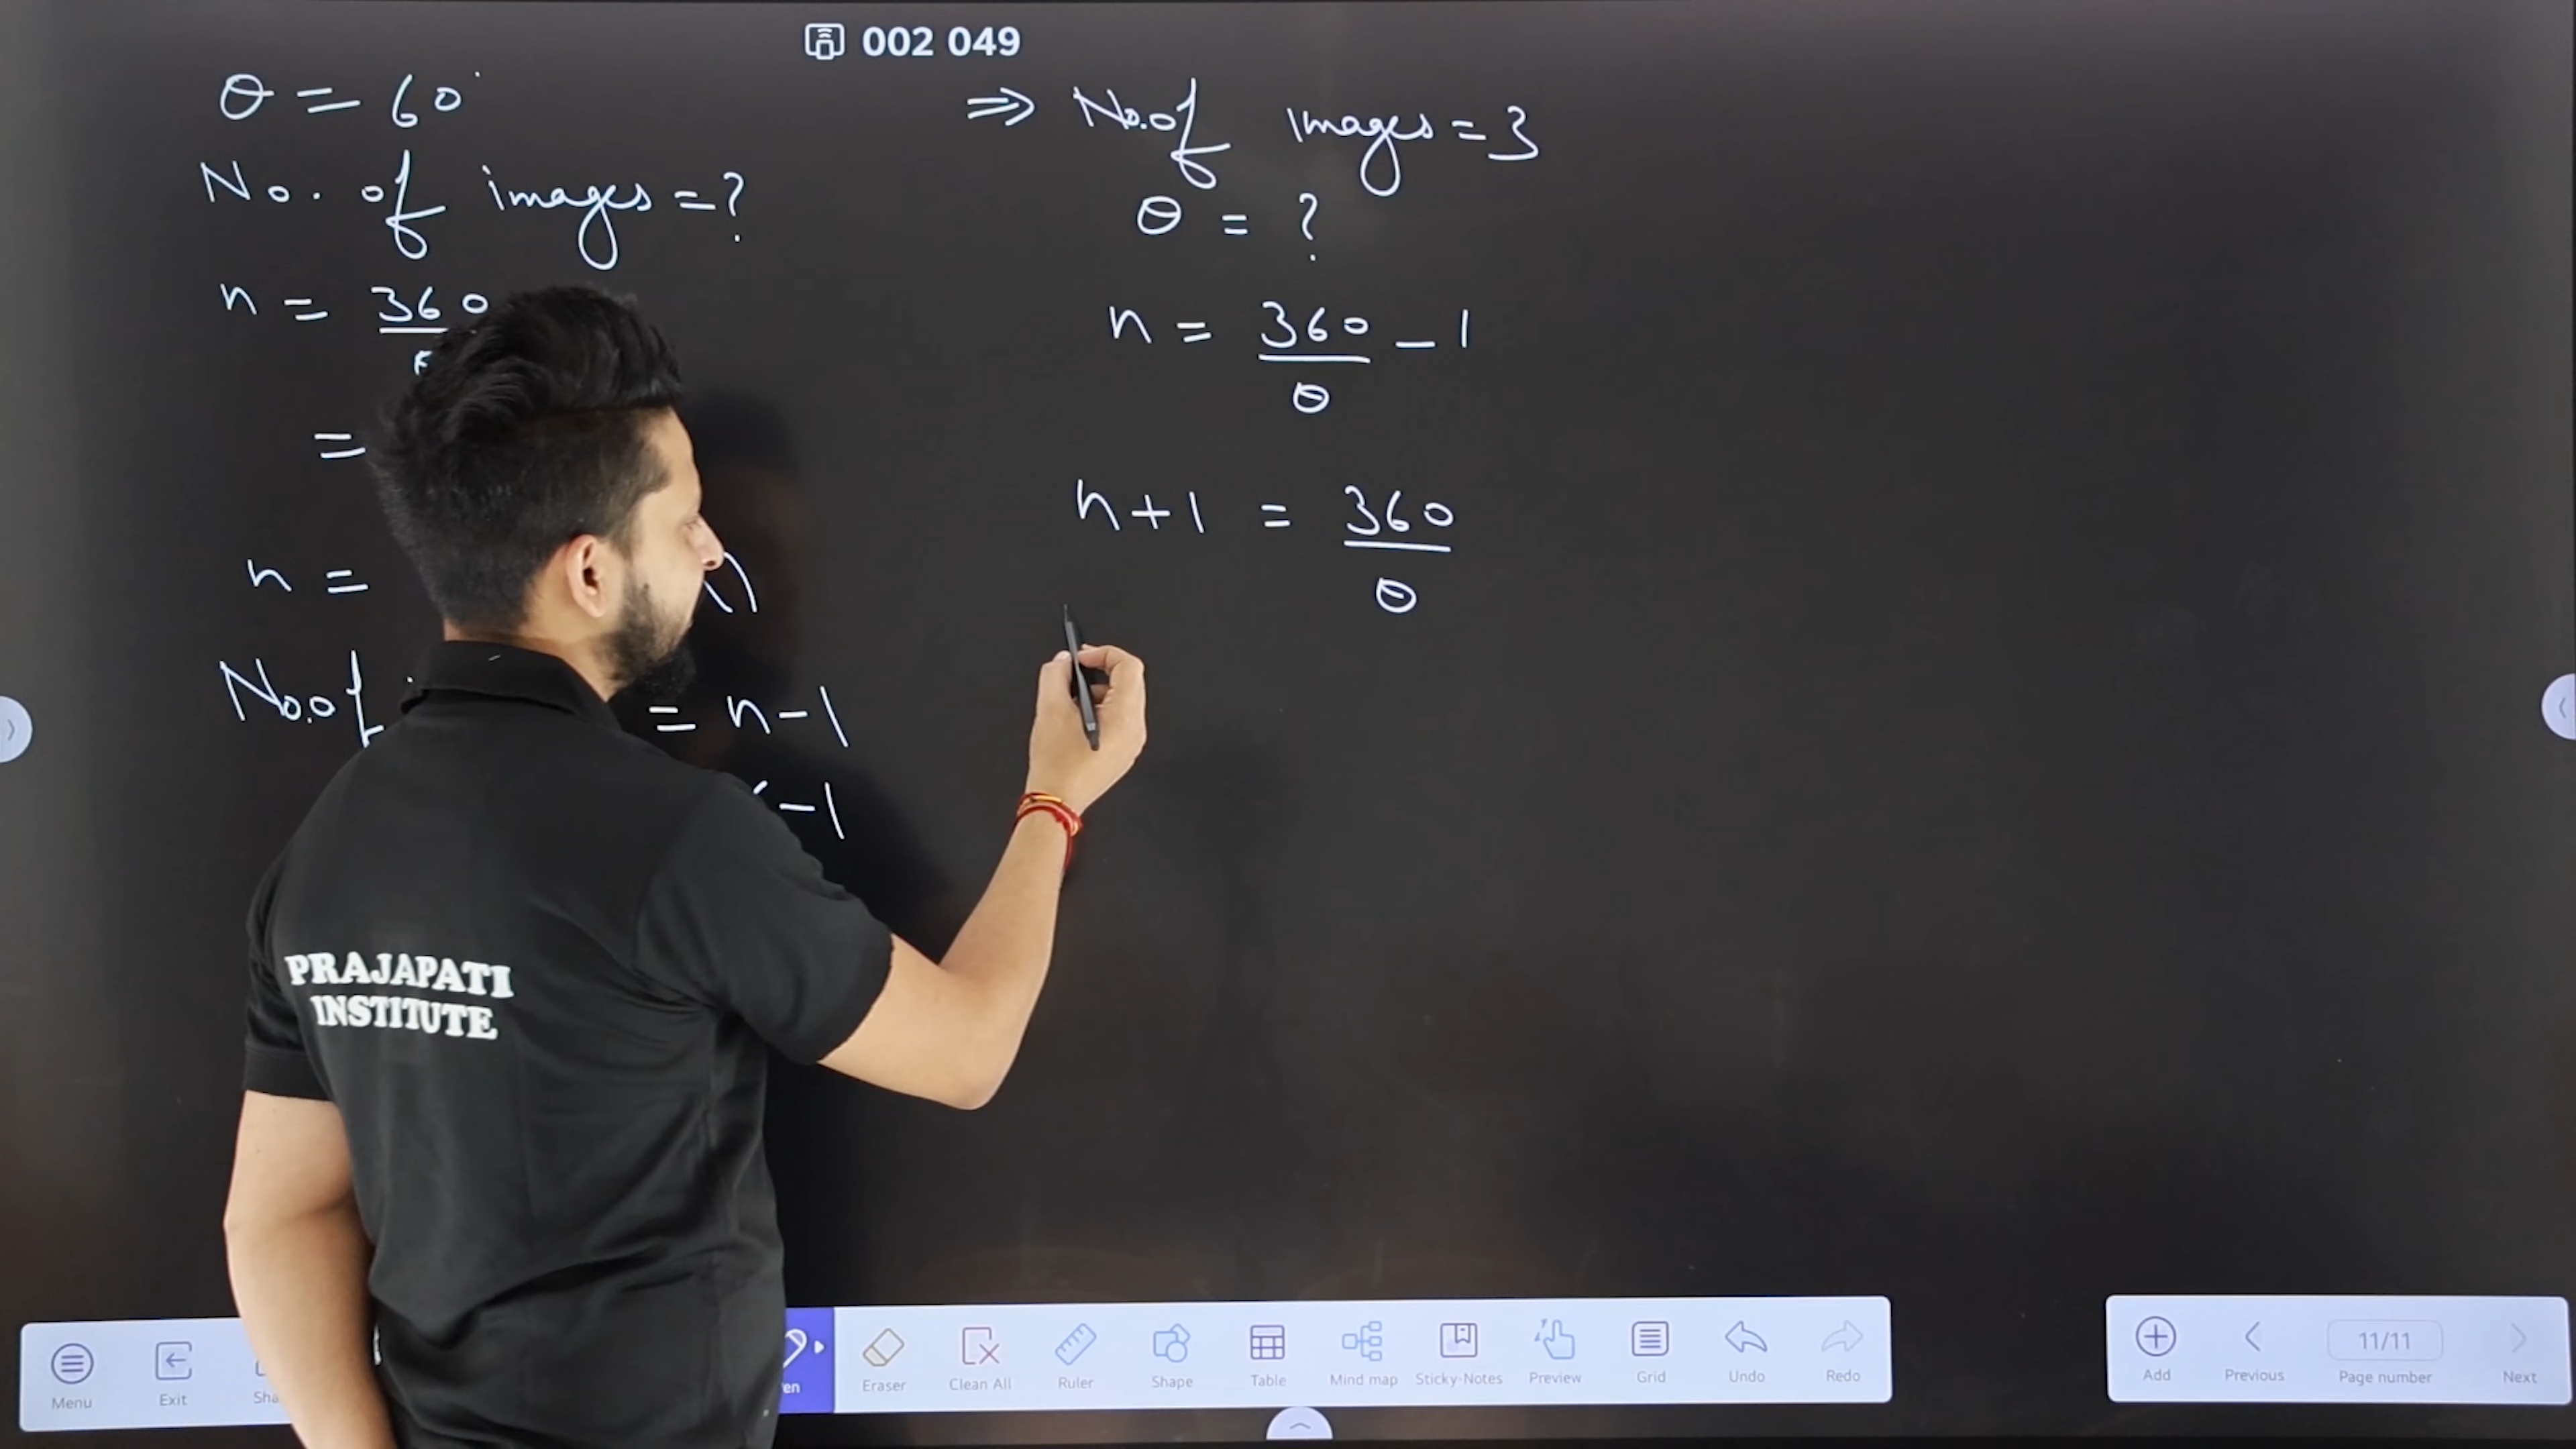 002 049
θ = 60°
No. of images = ?
n = 360
=
n =
No. of = n - 1
- 1
⇒ No. of images = 3
θ = ?
n = 360/θ - 1
n + 1 = 360/θ
PRAJAPATI
INSTITUTE
Menu
Exit
Eraser
Clean All
Ruler
Shape
Table
Mind map
Sticky-Notes
Preview
Grid
Undo
Redo
Add
Previous
11/11
Page number
Next